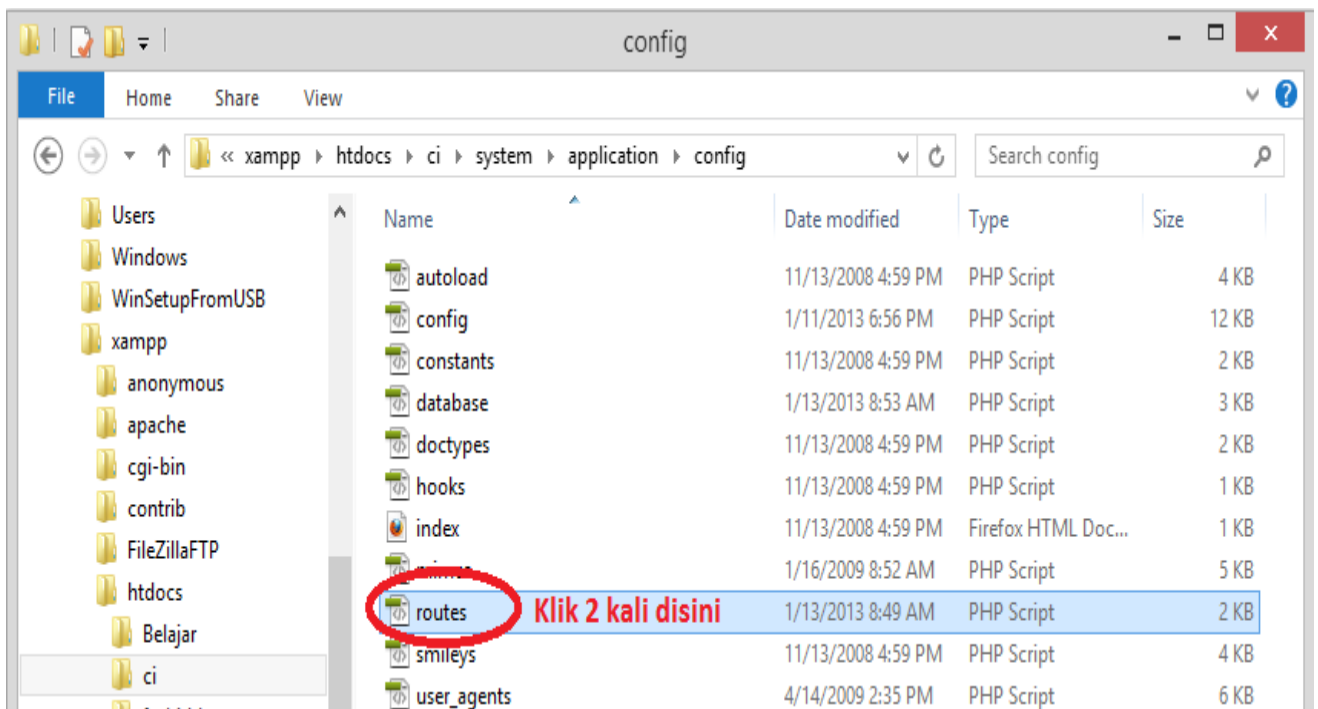 config
File Home Share View
« xampp htdocs ci system application config Search config
Users
Windows
WinSetupFromUSB
xampp
anonymous
apache
cgi-bin
contrib
FileZillaFTP
htdocs
Belajar
ci
Name Date modified Type Size
autoload 11/13/2008 4:59 PM PHP Script 4 KB
config 1/11/2013 6:56 PM PHP Script 12 KB
constants 11/13/2008 4:59 PM PHP Script 2 KB
database 1/13/2013 8:53 AM PHP Script 3 KB
doctypes 11/13/2008 4:59 PM PHP Script 2 KB
hooks 11/13/2008 4:59 PM PHP Script 1 KB
index 11/13/2008 4:59 PM Firefox HTML Doc... 1 KB
1/16/2009 8:52 AM PHP Script 5 KB
routes Klik 2 kali disini 1/13/2013 8:49 AM PHP Script 2 KB
smileys 11/13/2008 4:59 PM PHP Script 4 KB
user_agents 4/14/2009 2:35 PM PHP Script 6 KB